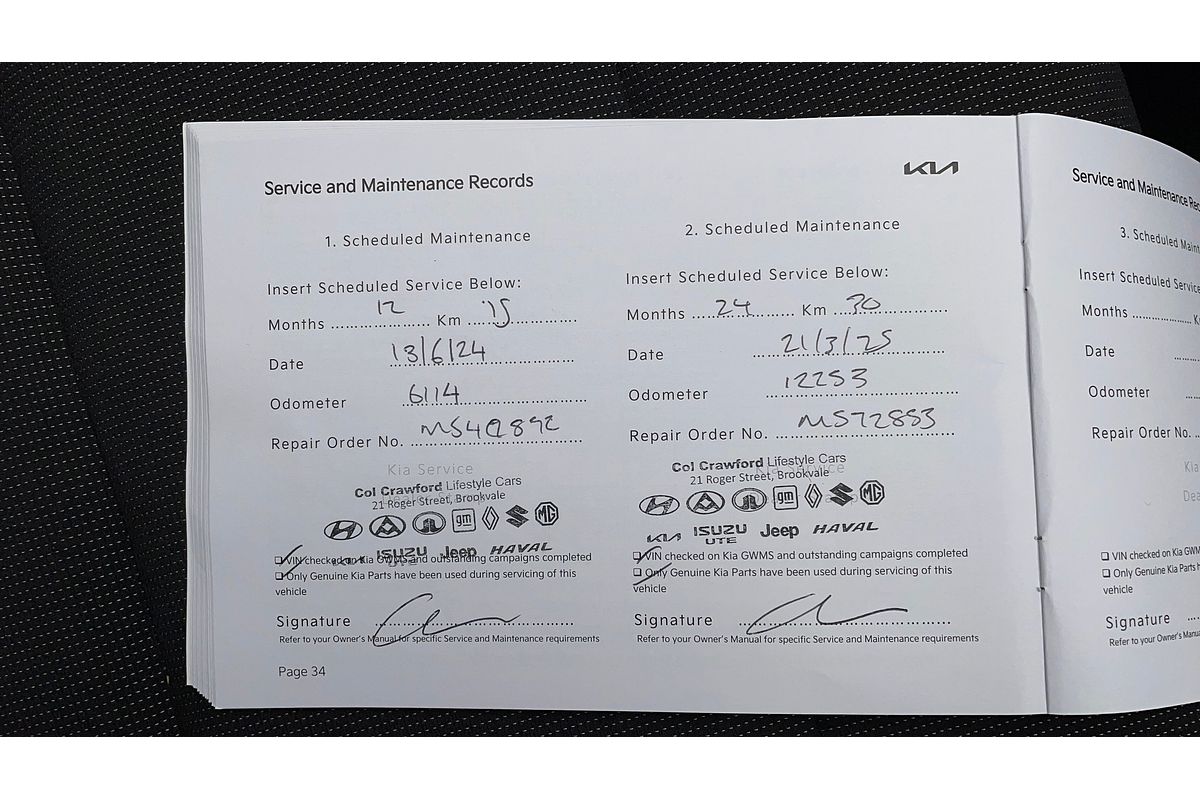 Service and Maintenance Records
KIA
1. Scheduled Maintenance
Insert Scheduled Service Below:
Months 12 Km 15
Date 13/6/24
Odometer 6114
Repair Order No.
Kia Service
Col Crawford Lifestyle Cars
21 Roger Street, Brookvale
gm MG
ISUZU Jeep HAVAL
VIN checked on Kia GWMS and outstanding campaigns completed
Only Genuine Kia Parts have been used during servicing of this
vehicle
Signature
Refer to your Owner's Manual for specific Service and Maintenance requirements
Page 34
2. Scheduled Maintenance
Insert Scheduled Service Below:
Months 24 Km 30
Date 21/3/25
Odometer 12253
Repair Order No. MS72883
Col Crawford Lifestyle Cars
21 Roger Street, Brookvale
gm MG
KIA ISUZU UTE Jeep HAVAL
VIN checked on Kia GWMS and outstanding campaigns completed
Only Genuine Kia Parts have been used during servicing of this
vehicle
Signature
Refer to your Owner's Manual for specific Service and Maintenance requirements
Service and Maintenance
3. Scheduled
Insert Scheduled Service
Months
Date
Odometer
Repair Order No.
Kia
VIN checked on Kia
Only Genuine Kia Parts
vehicle
Signature
Refer to your Owner's